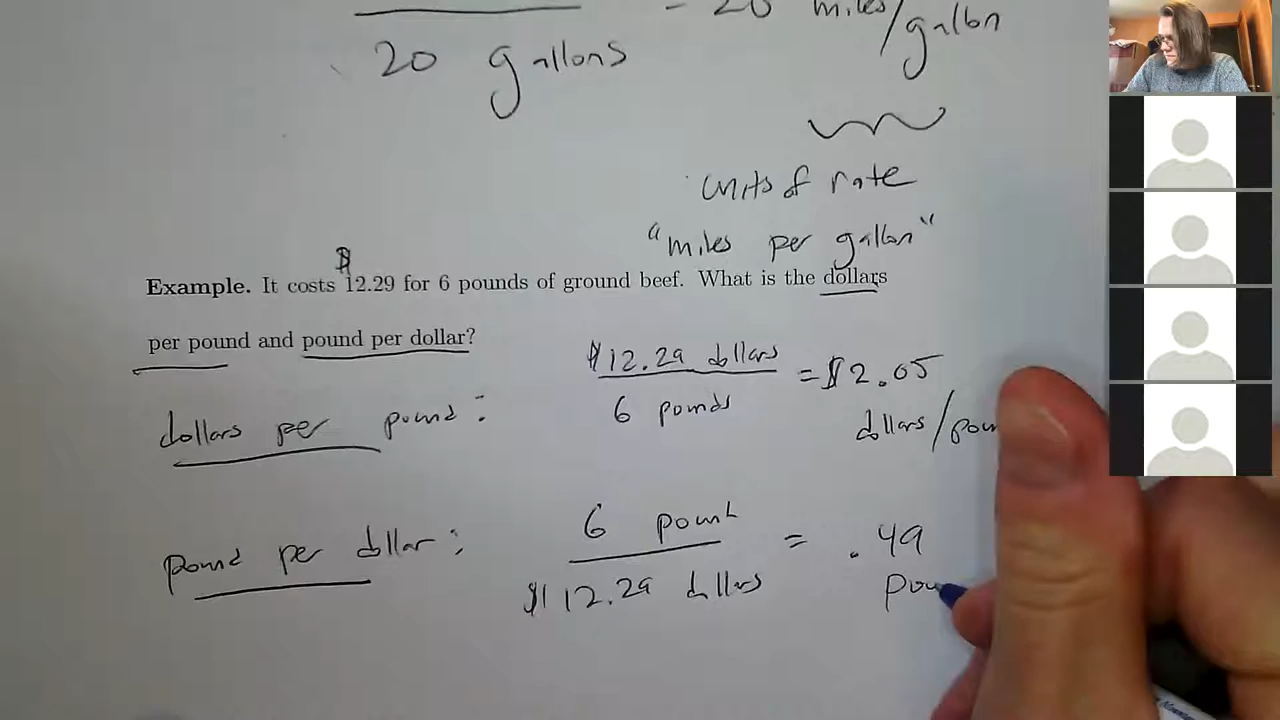 20 miles/gallon
20 gallons
units of rate
"miles per gallon"
$
Example. It costs 12.29 for 6 pounds of ground beef. What is the dollars
per pound and pound per dollar?
dollars per pound:
$12.29 dollars
6 pounds
= $2.05
dollars/poun
pound per dollar:
6 pound
$12.29 dollars
= .49
pou